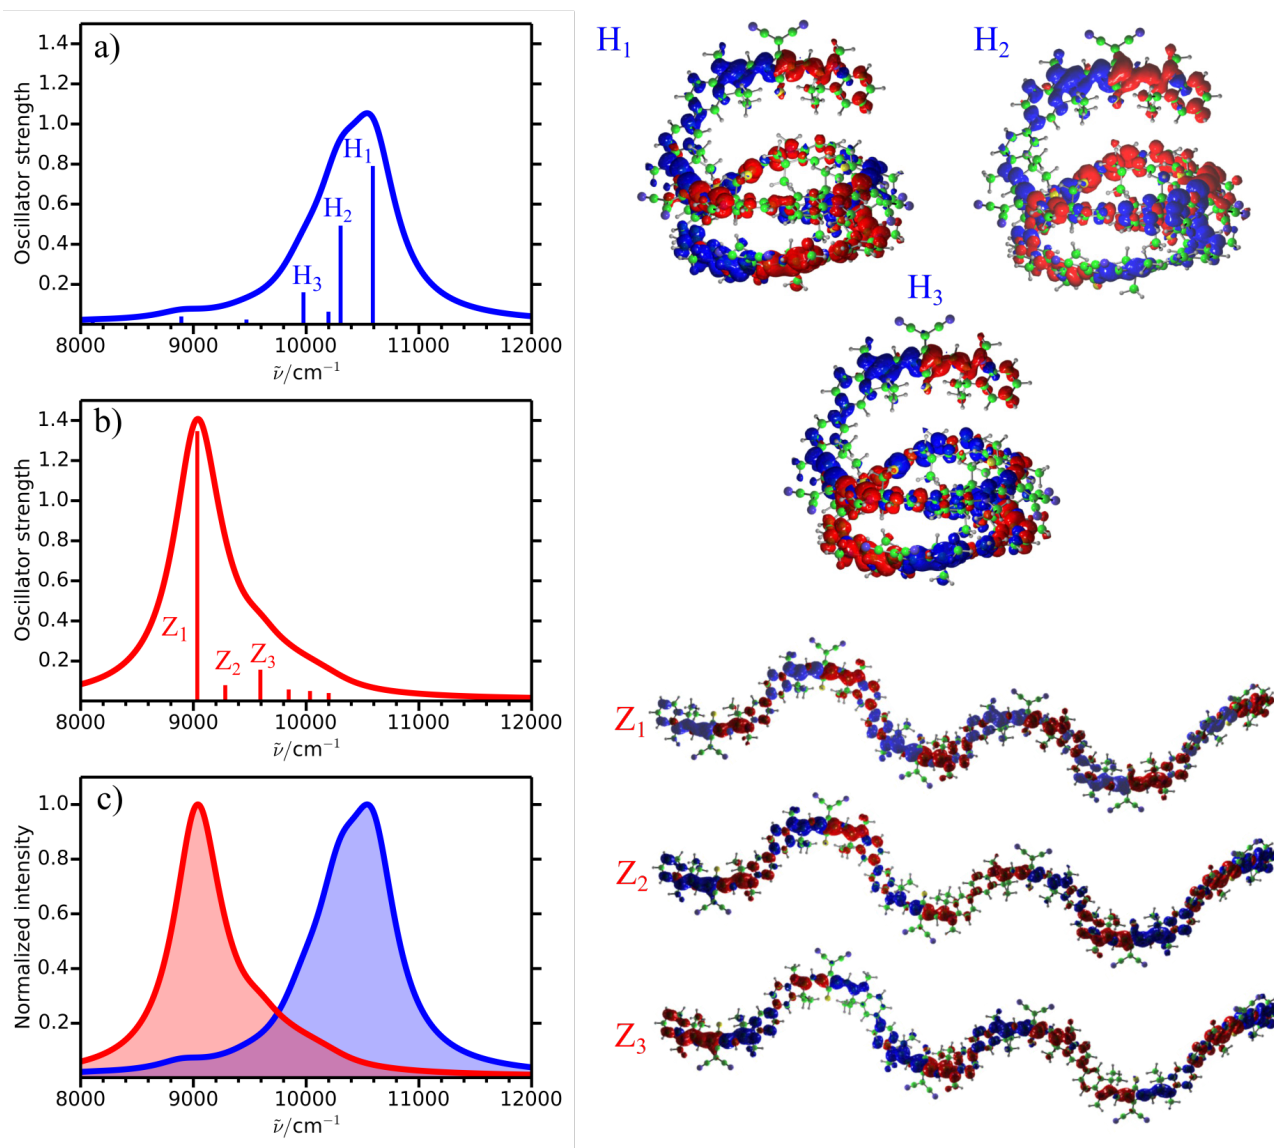 a)
Oscillator strength
1.4
1.2
1.0
0.8
0.6
0.4
0.2
H1
H2
H3
8000 9000 10000 11000 12000
ṽ/cm⁻¹
b)
Oscillator strength
1.4
1.2
1.0
0.8
0.6
0.4
0.2
Z1
Z2
Z3
8000 9000 10000 11000 12000
ṽ/cm⁻¹
c)
Normalized intensity
1.0
0.8
0.6
0.4
0.2
8000 9000 10000 11000 12000
ṽ/cm⁻¹
H1
H2
H3
Z1
Z2
Z3